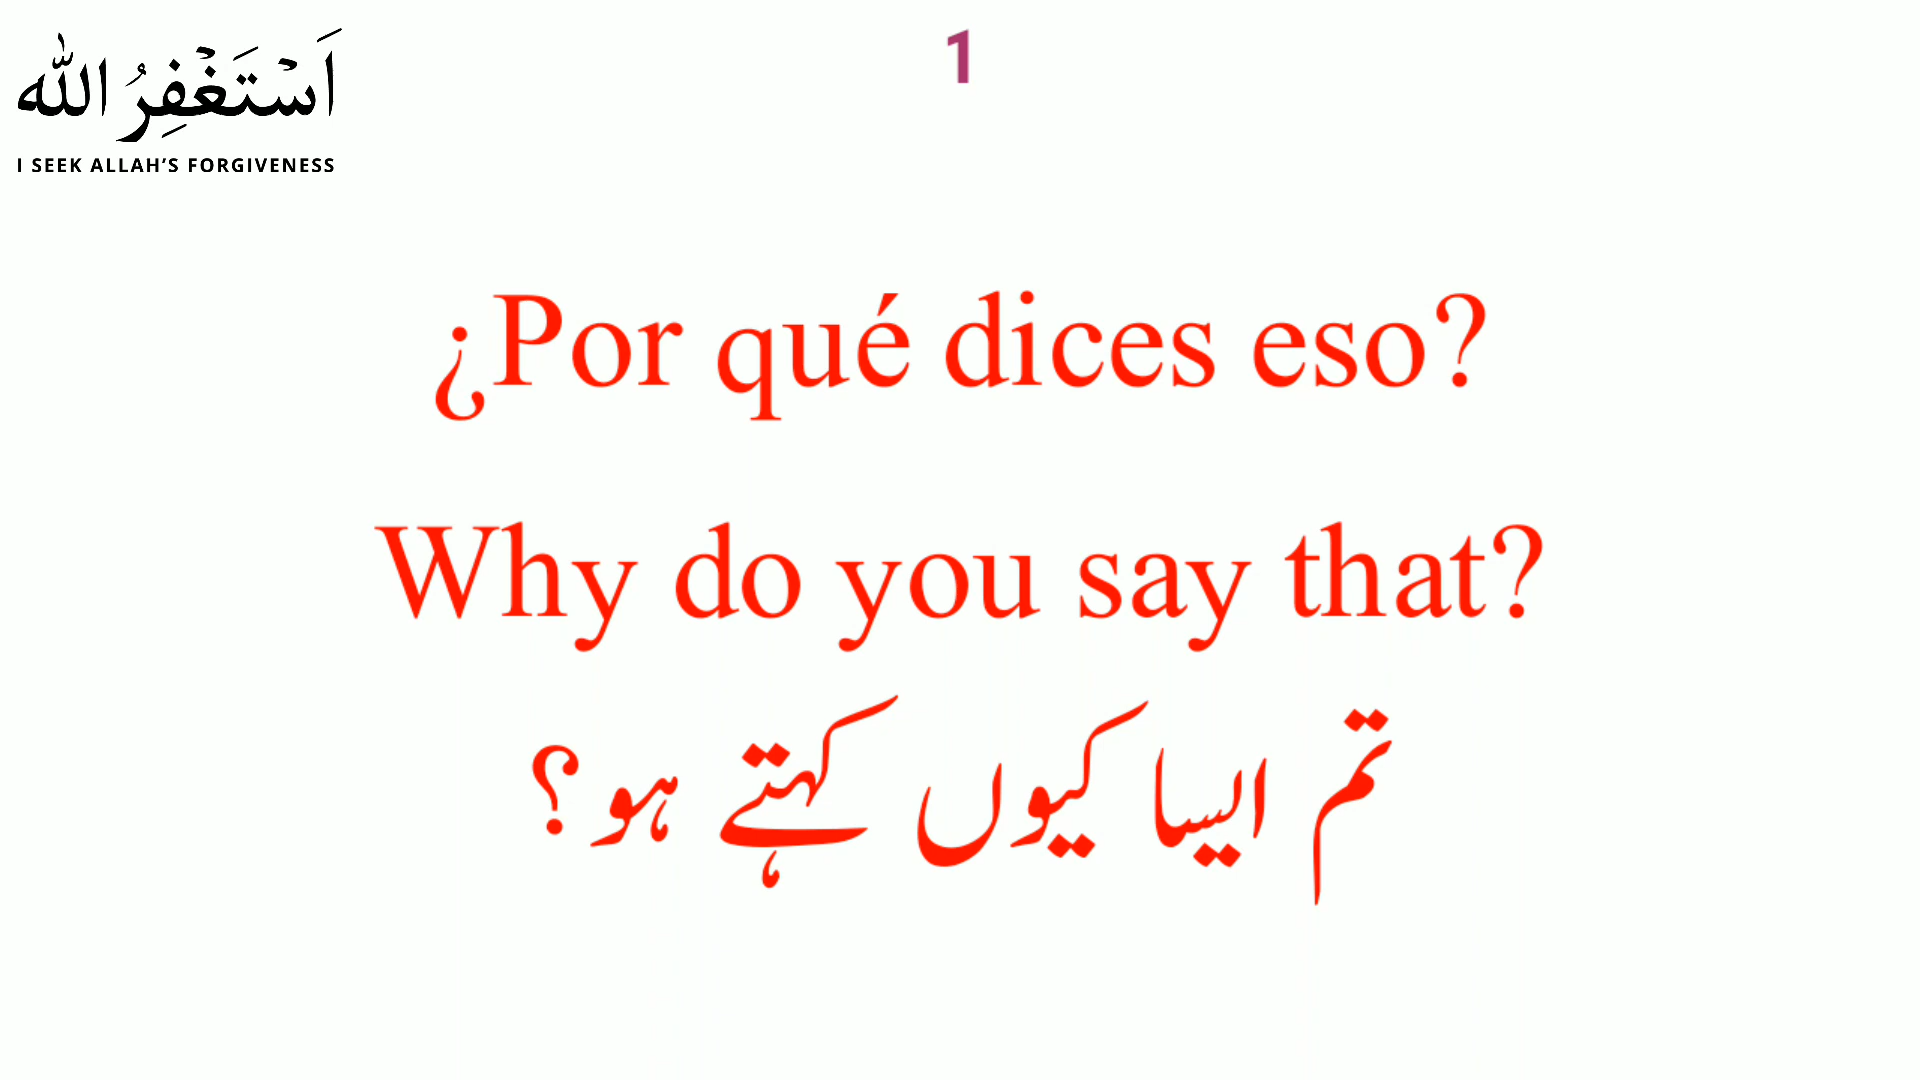 اَسْتَغْفِرُ اللّٰه
I SEEK ALLAH’S FORGIVENESS
1
¿Por qué dices eso?
Why do you say that?
تم ایسا کیوں کہتے ہو؟